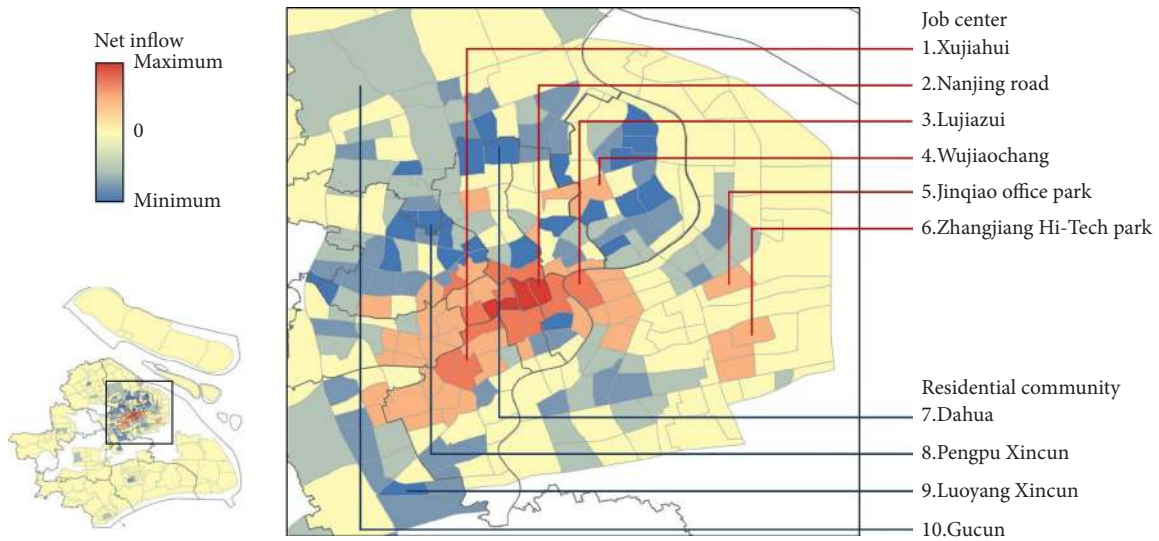 Net inflow
Maximum
0
Minimum
Job center
1.Xujiahui
2.Nanjing road
3.Lujiazui
4.Wujiaochang
5.Jinqiao office park
6.Zhangjiang Hi-Tech park
Residential community
7.Dahua
8.Pengpu Xincun
9.Luoyang Xincun
10.Gucun